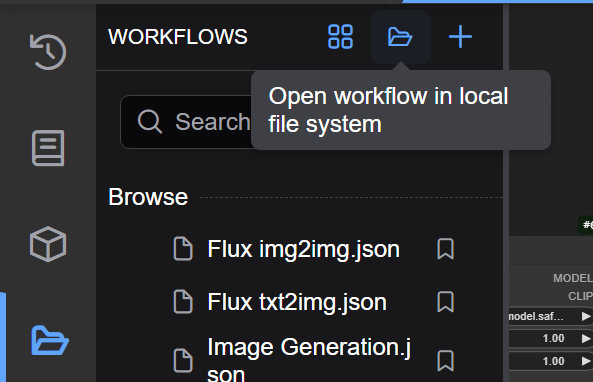 WORKFLOWS
Open workflow in local
file system
Search
Browse
Flux img2img.json
Flux txt2img.json
Image Generation.j
son
MODEL
CLIP
model.saf...
1.00
1.00